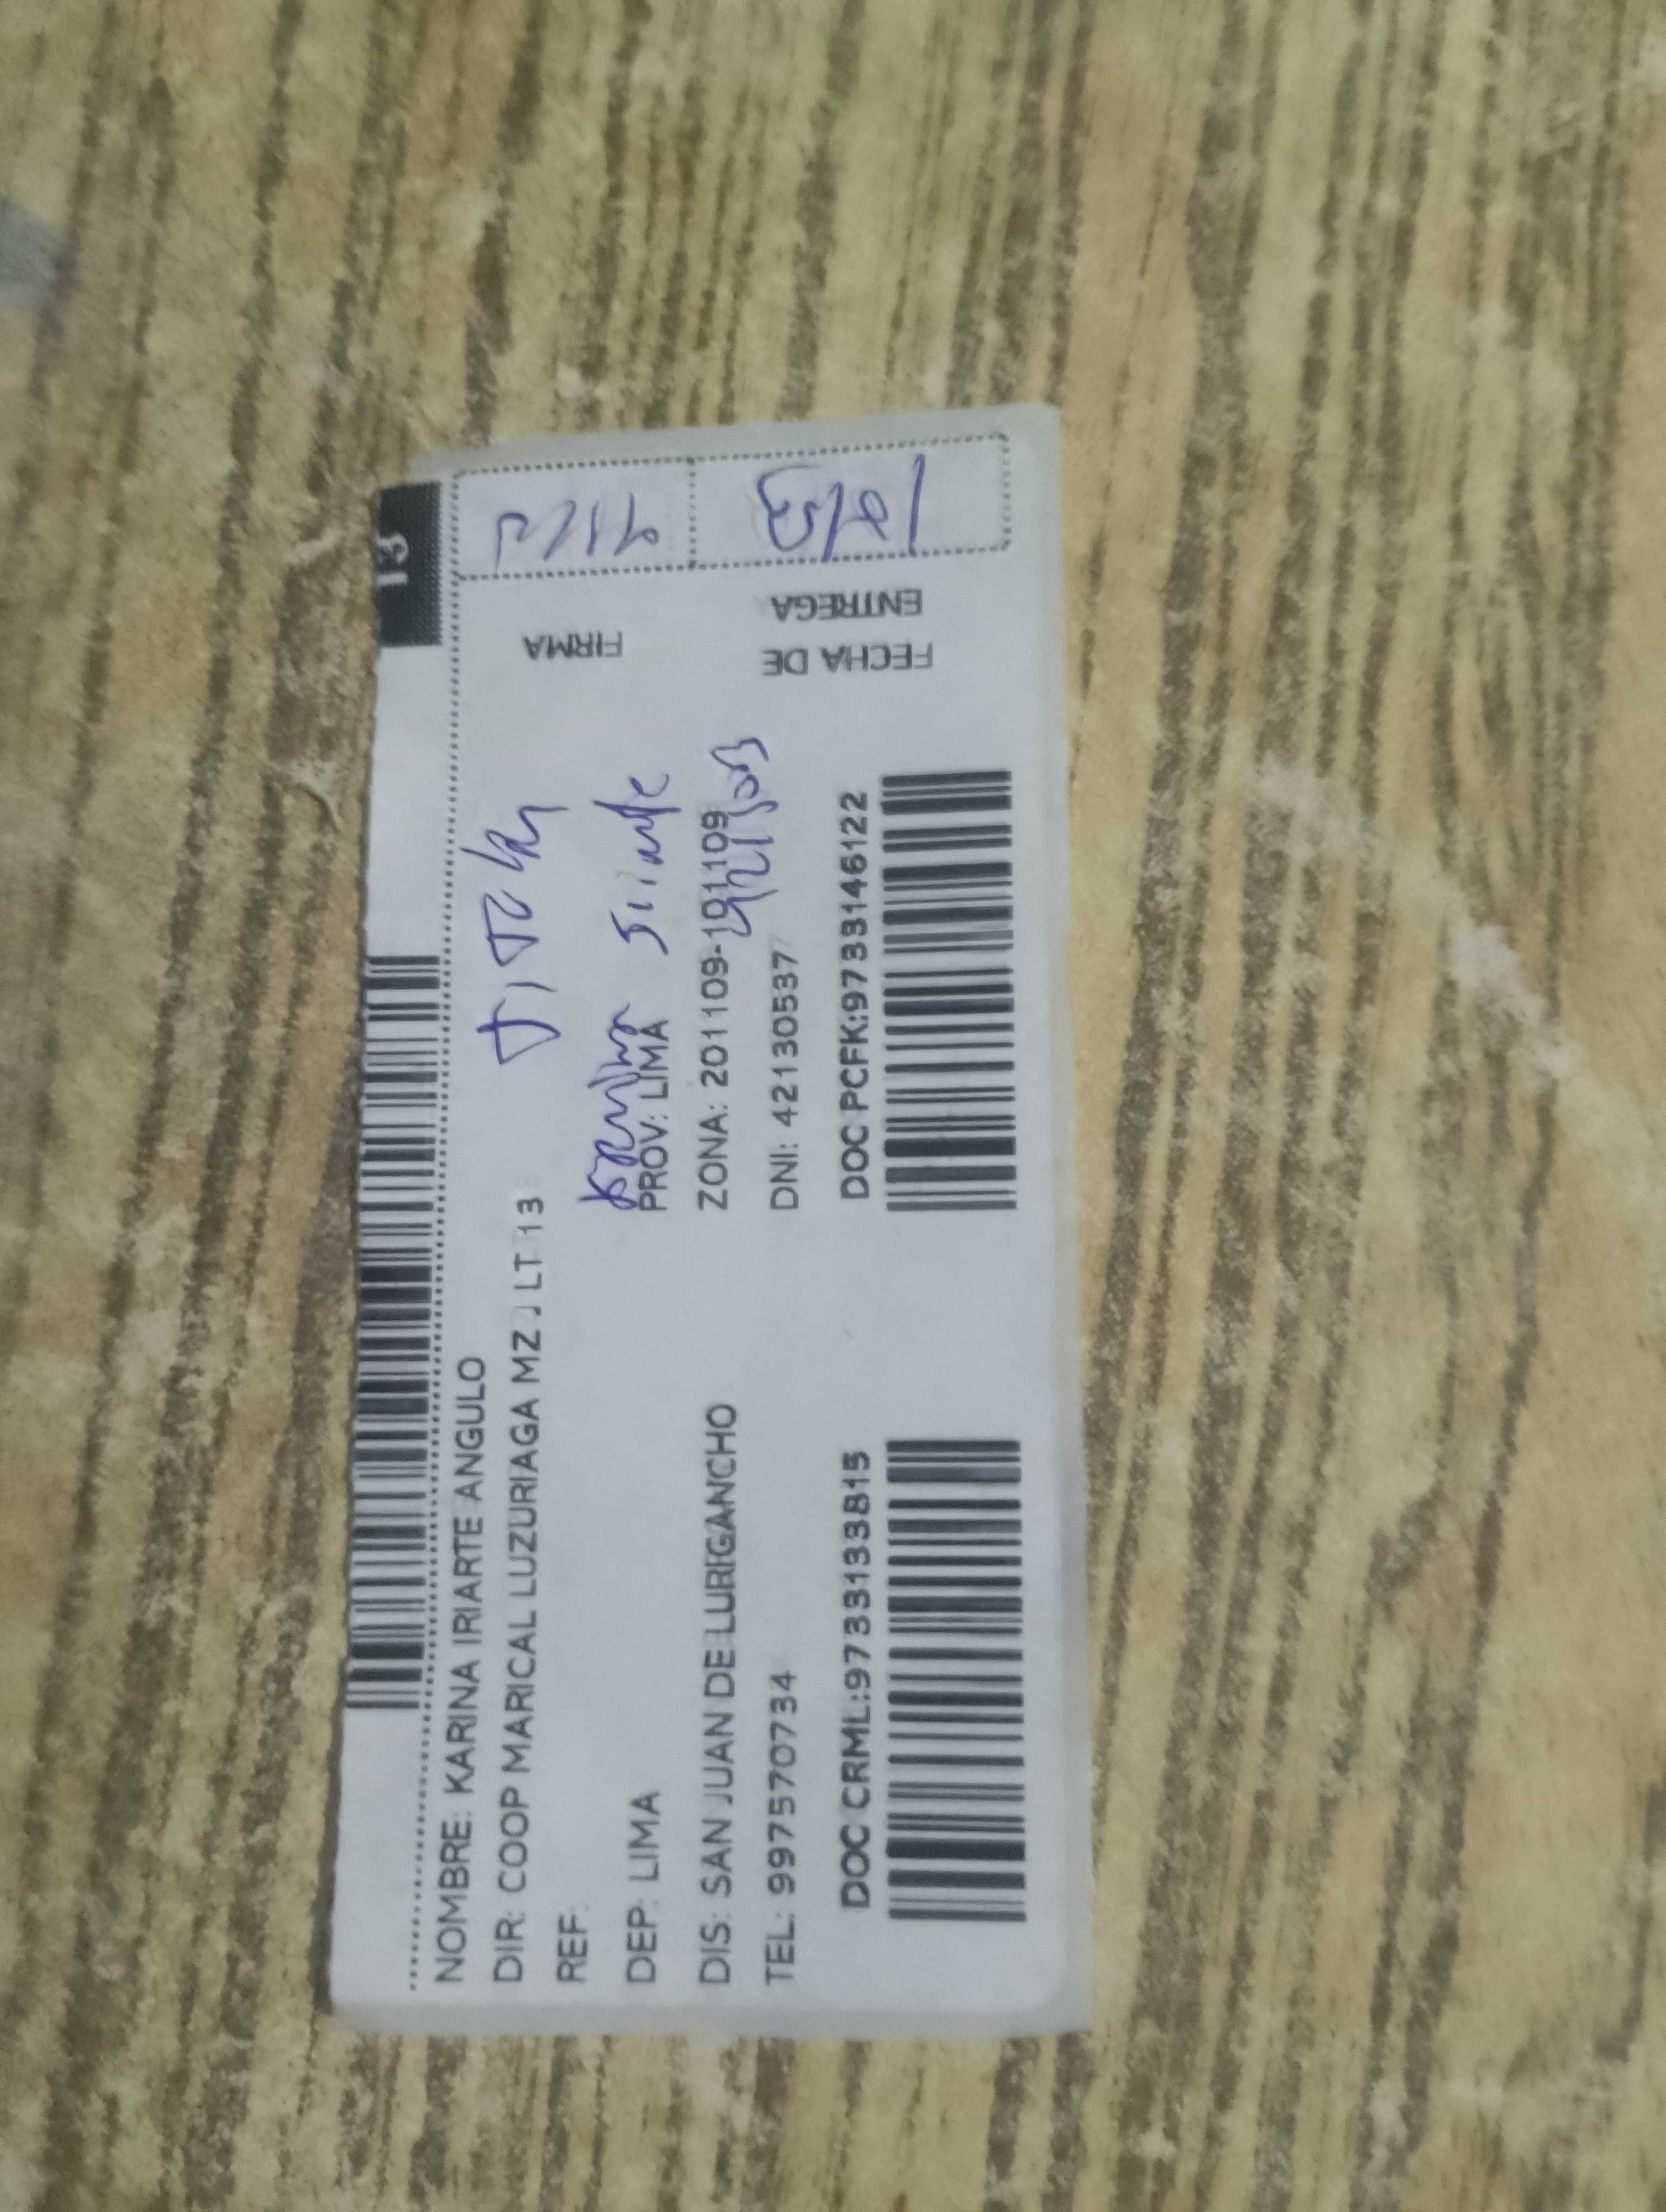 13
NOMBRE: KARINA IRIARTE ANGULO
DIR: COOP MARICAL LUZURIAGA MZ J LT 13
REF:
DEP: LIMA PROV: LIMA
DIS: SAN JUAN DE LURIGANCHO ZONA: 201109-101109
TEL: 997570734 DNI: 42130537
DOC CRML:9733133815 DOC PCFK:9733146122
FIRMA
FECHA DE
ENTREGA